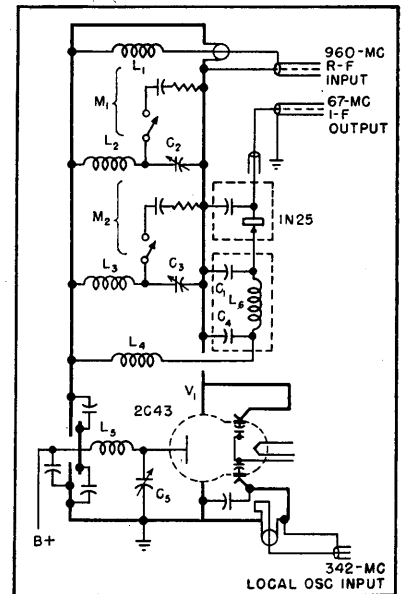 L1
960-MC
R-F
INPUT
M1
67-MC
I-F
OUTPUT
L2
C2
1N25
M2
L3
C3
C1
L6
C4
L4
V1
2C43
L5
C5
B+
342-MC
LOCAL OSC INPUT